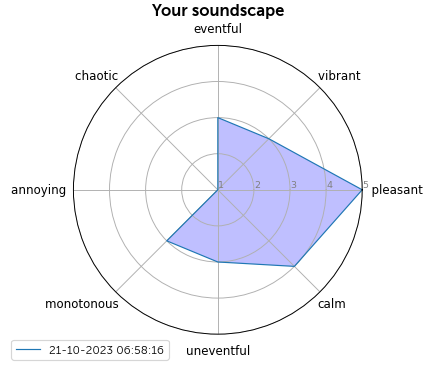 Your soundscape
eventful
chaotic
vibrant
annoying
1 2 3 4 5
pleasant
monotonous
calm
uneventful
21-10-2023 06:58:16